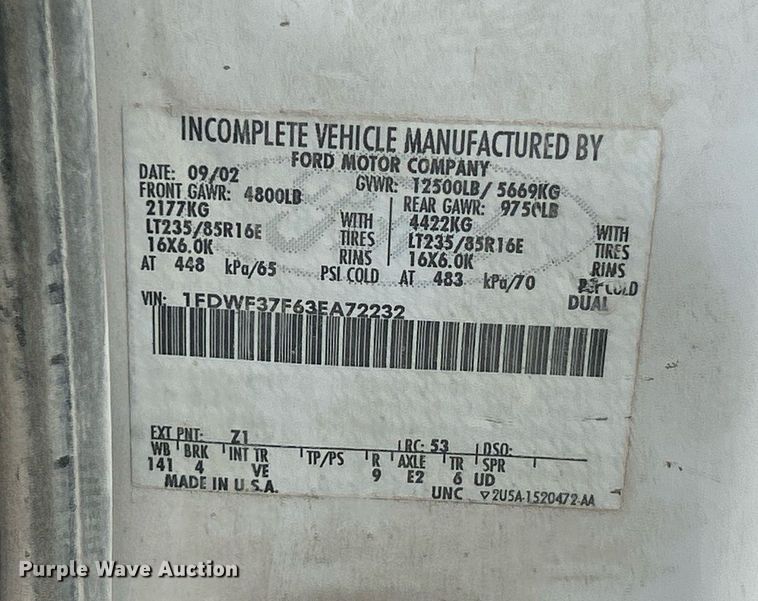 INCOMPLETE VEHICLE MANUFACTURED BY
FORD MOTOR COMPANY
DATE: 09/02 GVWR: 12500LB/ 5669KG
FRONT GAWR: 4800LB REAR GAWR: 9750LB
2177KG WITH 4422KG WITH
LT235/85R16E TIRES LT235/85R16E TIRES
16X6.0K RIMS 16X6.0K RIMS
AT 448 kPa/65 PSI COLD AT 483 kPa/70 PSI COLD
DUAL
VIN: 1FDWF37F63EA72232
EXT PNT: Z1 RC: 53 DSO:
WB BRK INT TR TP/PS R AXLE TR SPR
141 4 VE 9 E2 6 UD
MADE IN U.S.A. UNC ▽2U5A-1520472-AA
Purple Wave Auction